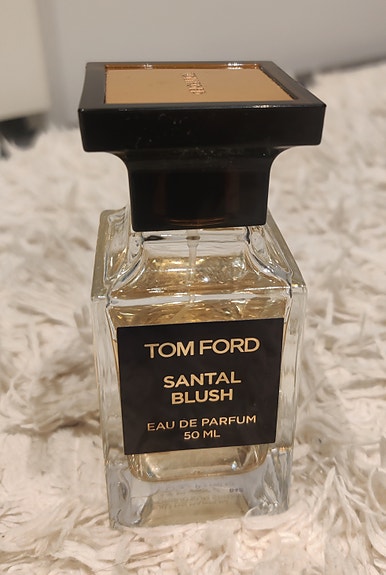 TOM FORD
SANTAL
BLUSH
EAU DE PARFUM
50 ML